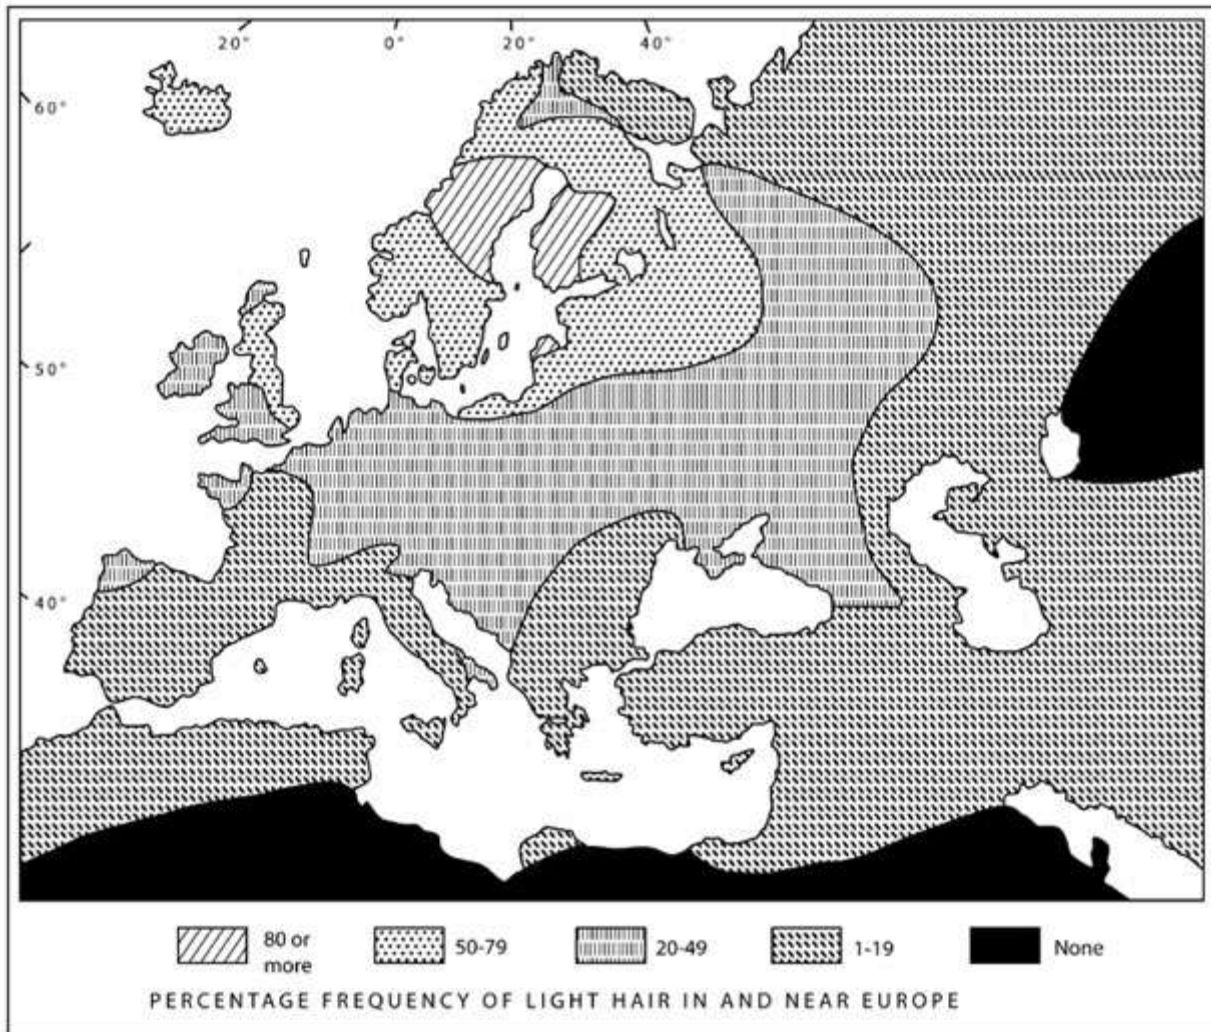 20° 0° 20° 40°
60°
50°
40°
80 or more
50-79
20-49
1-19
None
PERCENTAGE FREQUENCY OF LIGHT HAIR IN AND NEAR EUROPE